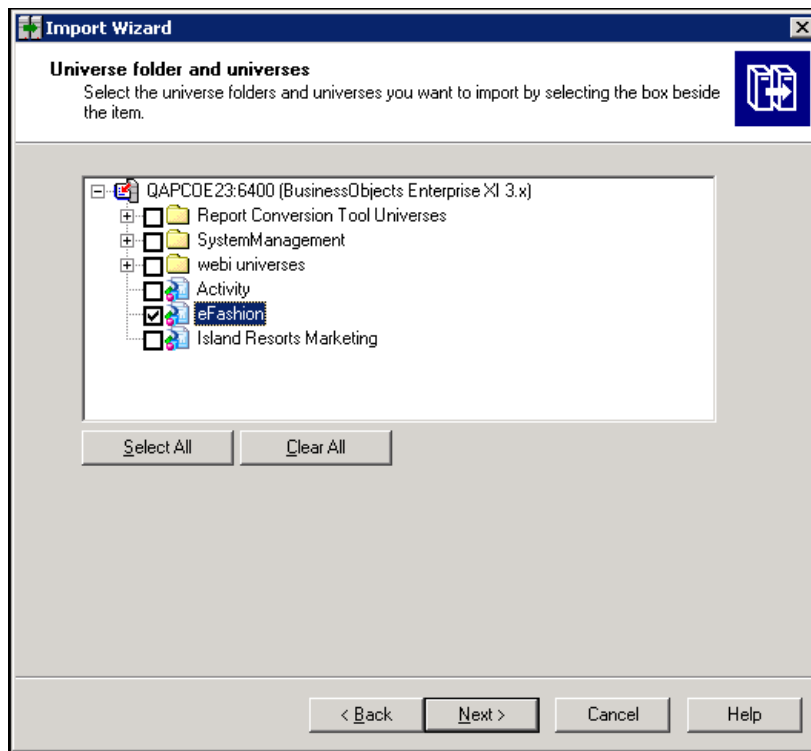 Import Wizard
Universe folder and universes
Select the universe folders and universes you want to import by selecting the box beside
the item.
QAPCOE23:6400 (BusinessObjects Enterprise XI 3.x)
Report Conversion Tool Universes
SystemManagement
webi universes
Activity
eFashion
Island Resorts Marketing
Select All Clear All
< Back Next > Cancel Help